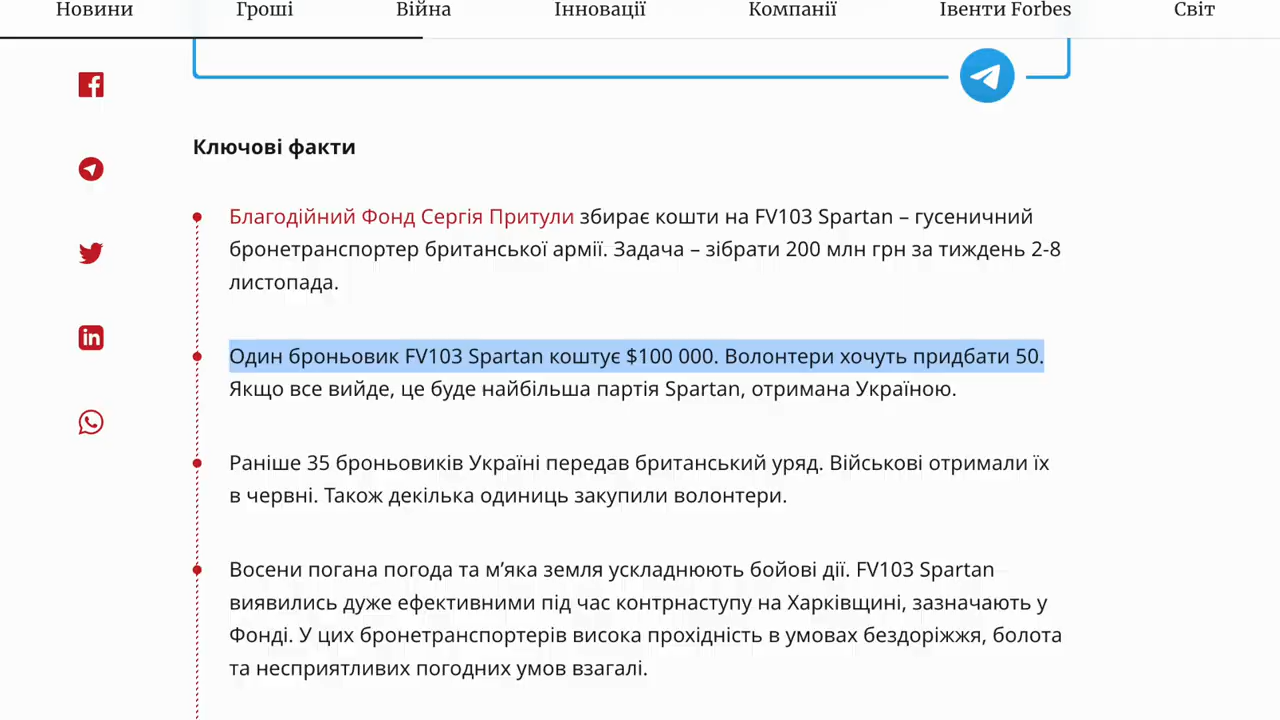 Новини Гроші Війна Інновації Компанії Івенти Forbes Світ
Ключові факти
Благодійний Фонд Сергія Притули збирає кошти на FV103 Spartan – гусеничний
бронетранспортер британської армії. Задача – зібрати 200 млн грн за тиждень 2-8
листопада.
Один броньовик FV103 Spartan коштує $100 000. Волонтери хочуть придбати 50.
Якщо все вийде, це буде найбільша партія Spartan, отримана Україною.
Раніше 35 броньовиків Україні передав британський уряд. Військові отримали їх
в червні. Також декілька одиниць закупили волонтери.
Восени погана погода та м’яка земля ускладнюють бойові дії. FV103 Spartan
виявились дуже ефективними під час контрнаступу на Харківщині, зазначають у
Фонді. У цих бронетранспортерів висока прохідність в умовах бездоріжжя, болота
та несприятливих погодних умов взагалі.